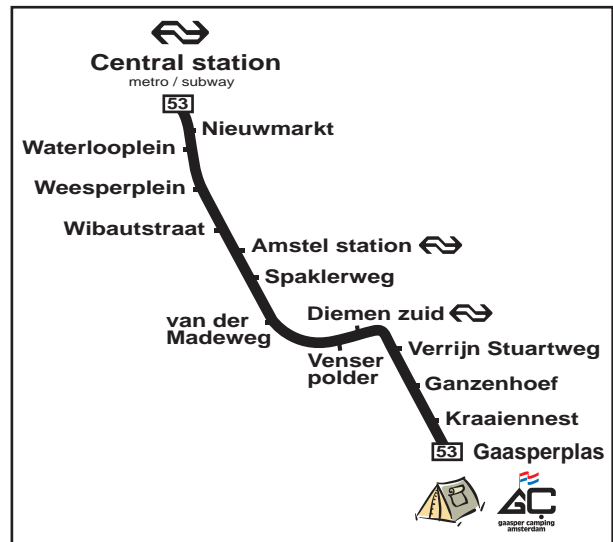 Central station
metro / subway
53
Nieuwmarkt
Waterlooplein
Weesperplein
Wibautstraat
Amstel station
Spaklerweg
Diemen zuid
van der
Madeweg
Verrijn Stuartweg
Venser
polder
Ganzenhoef
Kraaiennest
53 Gaasperplas
GC
gaasper camping
amsterdam